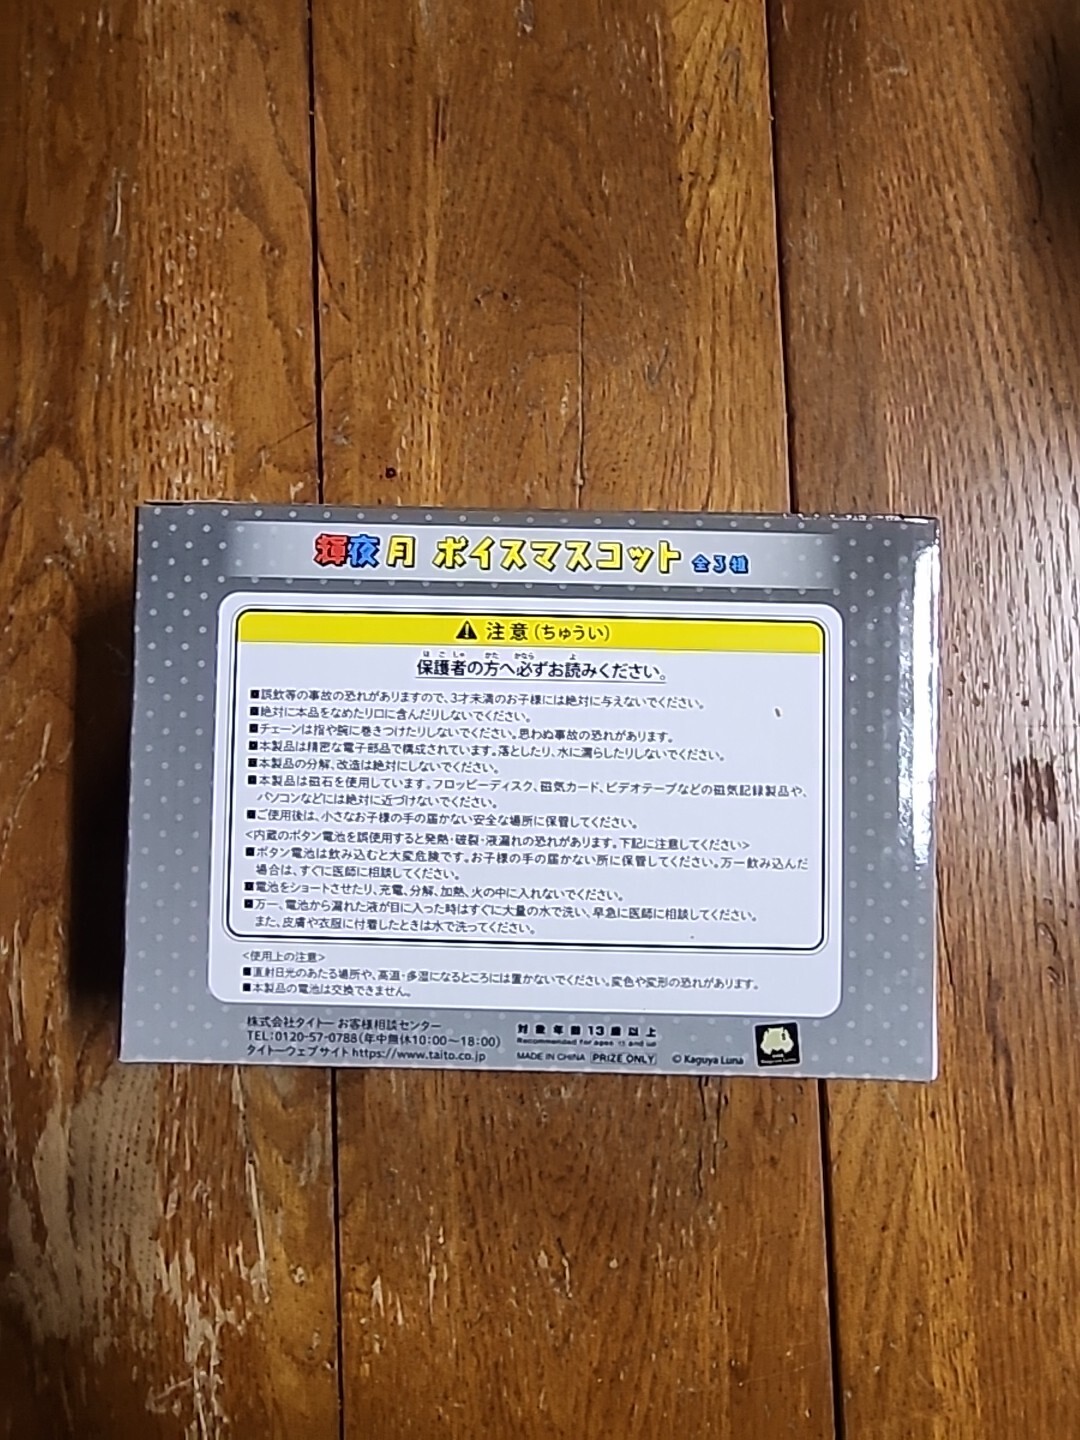 輝夜月 ボイスマスコット 全3種
⚠ 注意(ちゅうい)
保護者の方へ必ずお読みください。
■誤飲等の事故の恐れがありますので、3才未満のお子様には絶対に与えないでください。
■絶対に本品をなめたり口に含んだりしないでください。
■チェーンは指や腕に巻きつけたりしないでください。思わぬ事故の恐れがあります。
■本製品は精密な電子部品で構成されています。落としたり、水に濡らしたりしないでください。
■本製品の分解、改造は絶対にしないでください。
■本製品は磁石を使用しています。フロッピーディスク、磁気カード、ビデオテープなどの磁気記録製品や、
パソコンなどには絶対に近づけないでください。
■ご使用後は、小さなお子様の手の届かない安全な場所に保管してください。
<内蔵のボタン電池を誤使用すると発熱・破裂・液漏れの恐れがあります。下記に注意してください>
■ボタン電池は飲み込むと大変危険です。お子様の手の届かない所に保管してください。万一飲み込んだ
場合は、すぐに医師に相談してください。
■電池をショートさせたり、充電、分解、加熱、火の中に入れないでください。
■万一、電池から漏れた液が目に入った時はすぐに大量の水で洗い、早急に医師に相談してください。
また、皮膚や衣服に付着したときは水で洗ってください。
<使用上の注意>
■直射日光のあたる場所や、高温・多湿になるところには置かないでください。変色や変形の恐れがあります。
■本製品の電池は交換できません。
株式会社タイトー お客様相談センター
TEL:0120-57-0788(年中無休10:00～18:00)
タイトーウェブサイト https://www.taito.co.jp
対象年齢13歳以上
Recommended for ages 13 and up
MADE IN CHINA PRIZE ONLY © Kaguya Luna